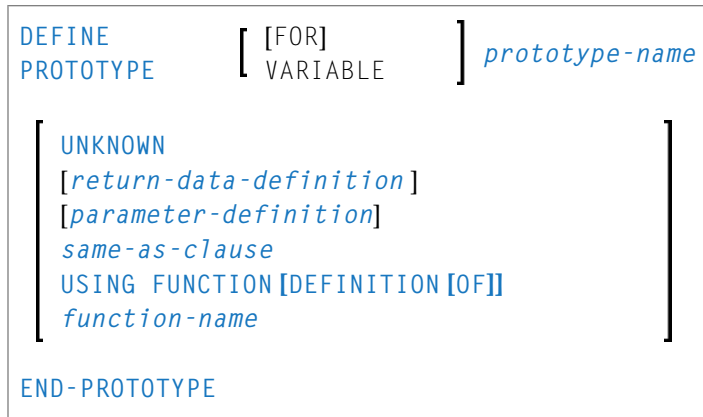 DEFINE [FOR]
PROTOTYPE VARIABLE prototype-name
UNKNOWN
[return-data-definition ]
[parameter-definition]
same-as-clause
USING FUNCTION [DEFINITION [OF]]
function-name
END-PROTOTYPE